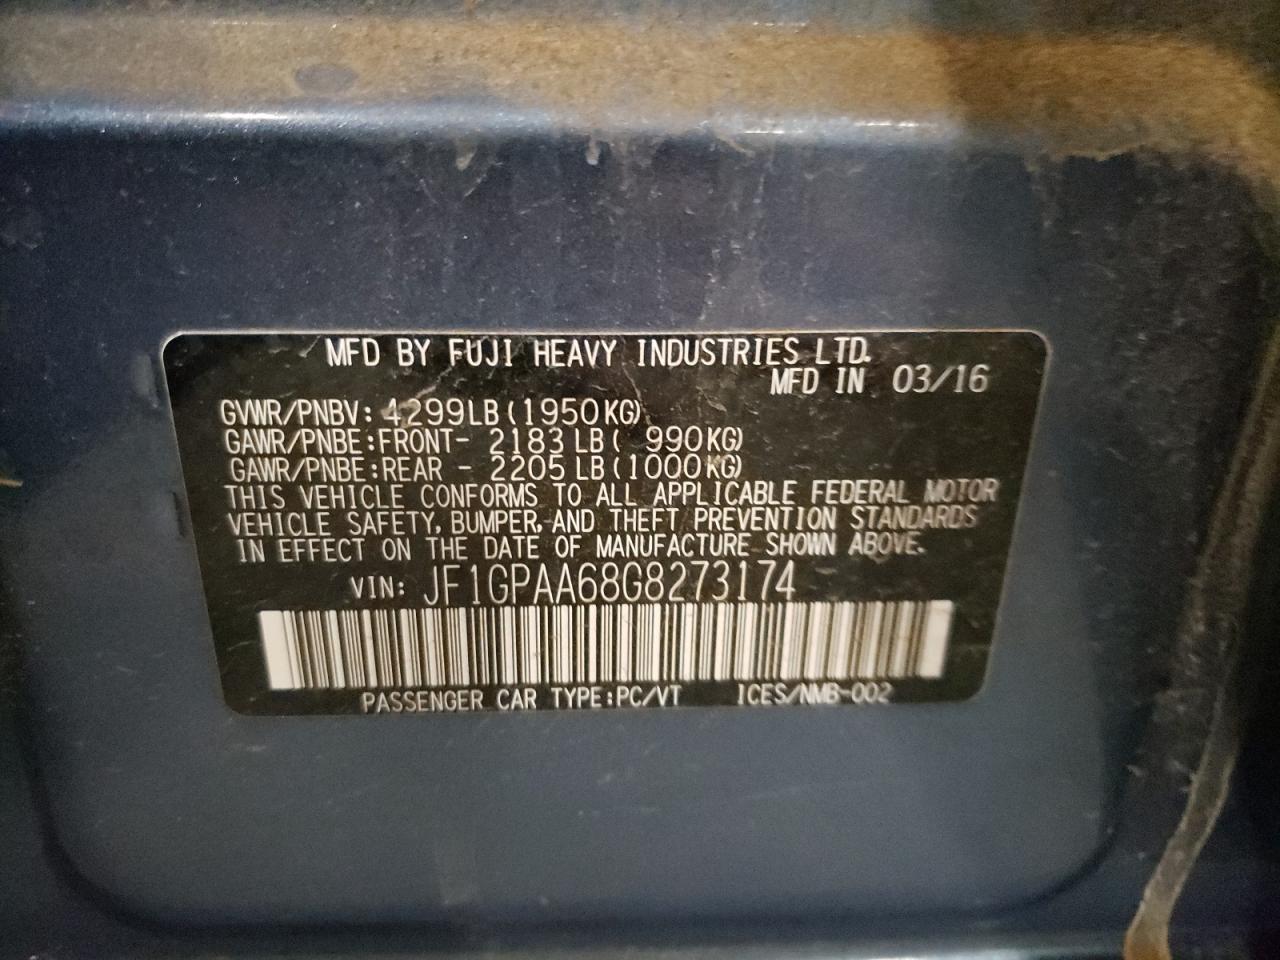 MFD BY FUJI HEAVY INDUSTRIES LTD.
MFD IN 03/16
GVWR/PNBV: 4299LB(1950KG)
GAWR/PNBE:FRONT- 2183LB( 990KG)
GAWR/PNBE:REAR - 2205LB(1000KG)
THIS VEHICLE CONFORMS TO ALL APPLICABLE FEDERAL MOTOR
VEHICLE SAFETY, BUMPER, AND THEFT PREVENTION STANDARDS
IN EFFECT ON THE DATE OF MANUFACTURE SHOWN ABOVE.
VIN: JF1GPAA68G8273174
PASSENGER CAR TYPE:PC/VT ICES/NMB-002